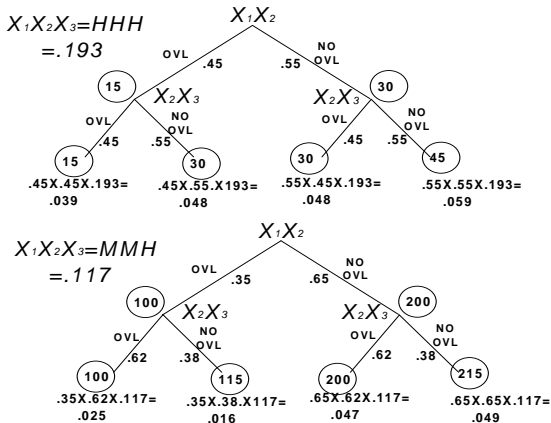 X₁X₂
X₁X₂X₃=HHH
=.193
OVL
.45
NO
OVL
.55
15
X₂X₃
X₂X₃
30
OVL
.45
NO
OVL
.55
OVL
.45
NO
OVL
.55
15
30
30
45
.45X.45X.193=
.039
.45X.55.X193=
.048
.55X.45X.193=
.048
.55X.55X.193=
.059
X₁X₂
X₁X₂X₃=MMH
=.117
OVL
.35
NO
OVL
.65
100
X₂X₃
X₂X₃
200
OVL
.62
NO
OVL
.38
OVL
.62
NO
OVL
.38
100
115
200
215
.35X.62X.117=
.025
.35X.38.X117=
.016
.65X.62X.117=
.047
.65X.65X.117=
.049